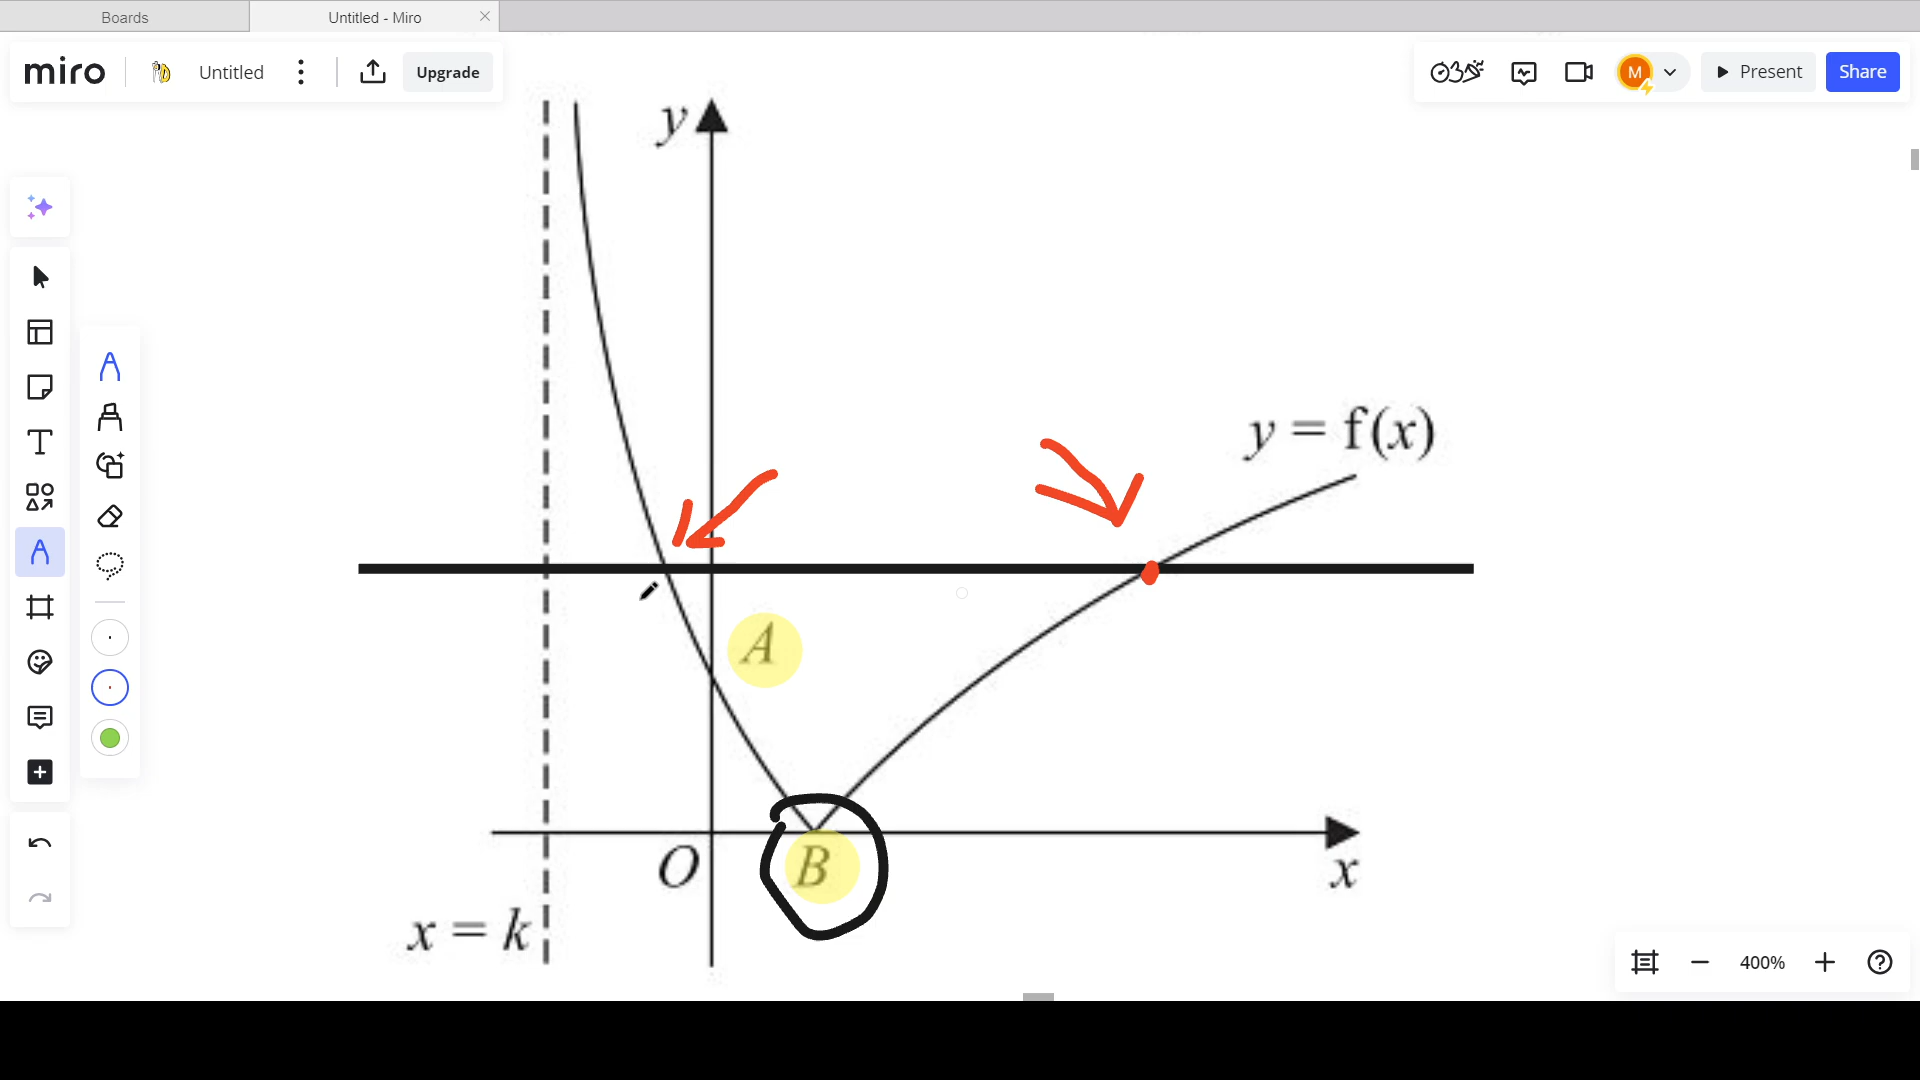 Boards
Untitled - Miro
miro
Untitled
Upgrade
M
Present
Share
y
y = f(x)
A
O
B
x
x = k
400%